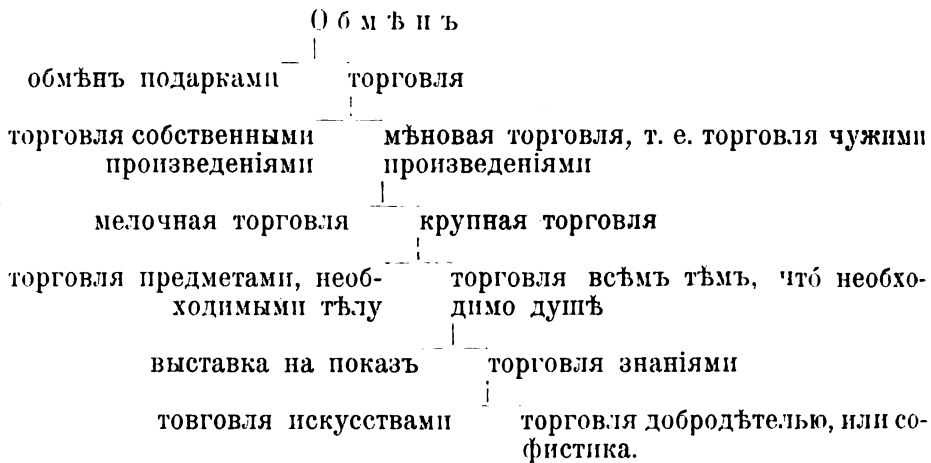 Обмѣнъ
обмѣнъ подарками торговля
торговля собственными мѣновая торговля, т. е. торговля чужими
произведеніями произведеніями
мелочная торговля крупная торговля
торговля предметами, необ- торговля всѣмъ тѣмъ, что́ необхо-
ходимыми тѣлу димо душѣ
выставка на показъ торговля знаніями
товговля искусствами торговля добродѣтелью, или со-
фистика.